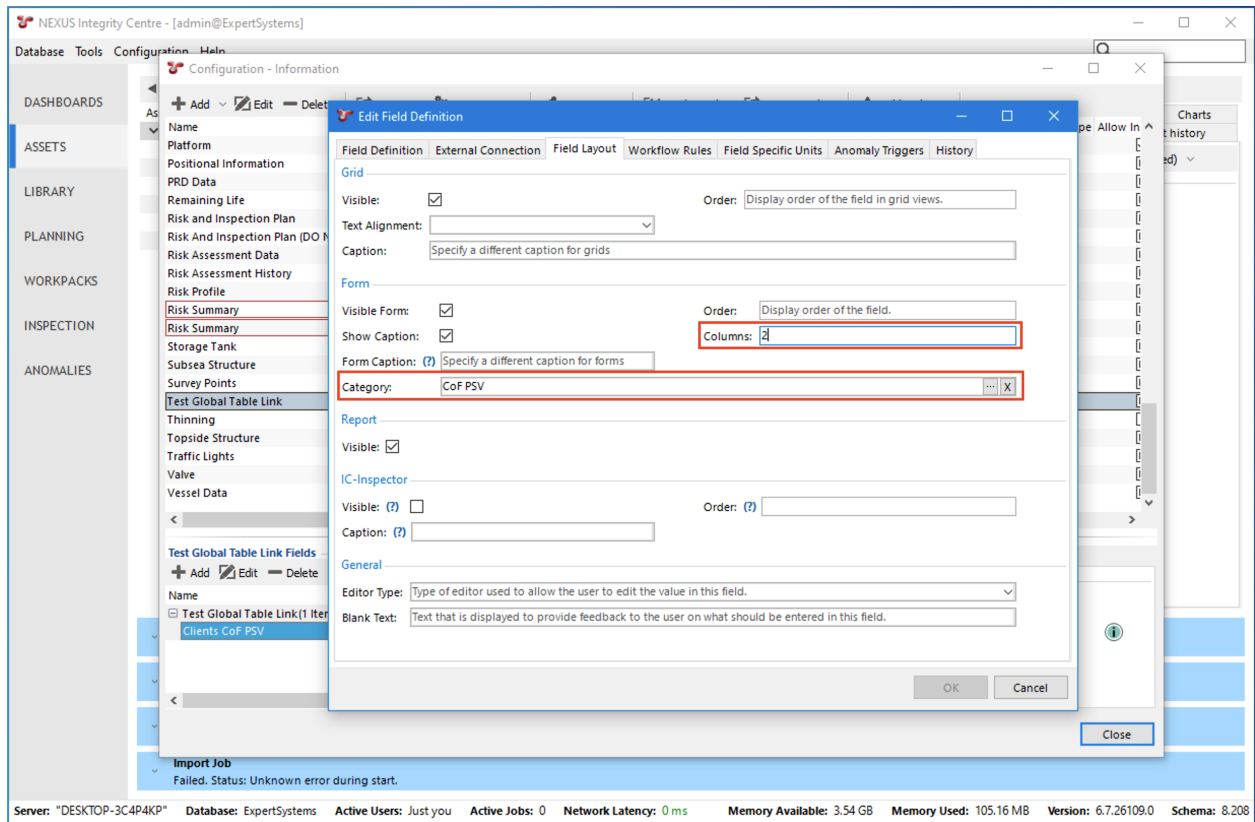 NEXUS Integrity Centre - [admin@ExpertSystems]
Database Tools Configuration Help
Configuration - Information
DASHBOARDS
ASSETS
LIBRARY
PLANNING
WORKPACKS
INSPECTION
ANOMALIES
As
Add Edit Delet
Name
Platform
Positional Information
PRD Data
Remaining Life
Risk and Inspection Plan
Risk And Inspection Plan (DO N
Risk Assessment Data
Risk Assessment History
Risk Profile
Risk Summary
Risk Summary
Storage Tank
Subsea Structure
Survey Points
Test Global Table Link
Thinning
Topside Structure
Traffic Lights
Valve
Vessel Data
pe Allow In
Charts
t history
ed)
Test Global Table Link Fields
Add Edit Delete
Name
Test Global Table Link(1 Iter
Clients CoF PSV
Edit Field Definition
Field Definition External Connection Field Layout Workflow Rules Field Specific Units Anomaly Triggers History
Grid
Visible: Order: Display order of the field in grid views.
Text Alignment:
Caption: Specify a different caption for grids
Form
Visible Form: Order: Display order of the field.
Show Caption: Columns: 2
Form Caption: (?) Specify a different caption for forms
Category: CoF PSV ... X
Report
Visible:
IC-Inspector
Visible: (?) Order: (?)
Caption: (?)
General
Editor Type: Type of editor used to allow the user to edit the value in this field.
Blank Text: Text that is displayed to provide feedback to the user on what should be entered in this field.
OK Cancel
Close
Import Job
Failed. Status: Unknown error during start.
Server: "DESKTOP-3C4P4KP" Database: ExpertSystems Active Users: Just you Active Jobs: 0 Network Latency: 0 ms Memory Available: 3.54 GB Memory Used: 105.16 MB Version: 6.7.26109.0 Schema: 8.208